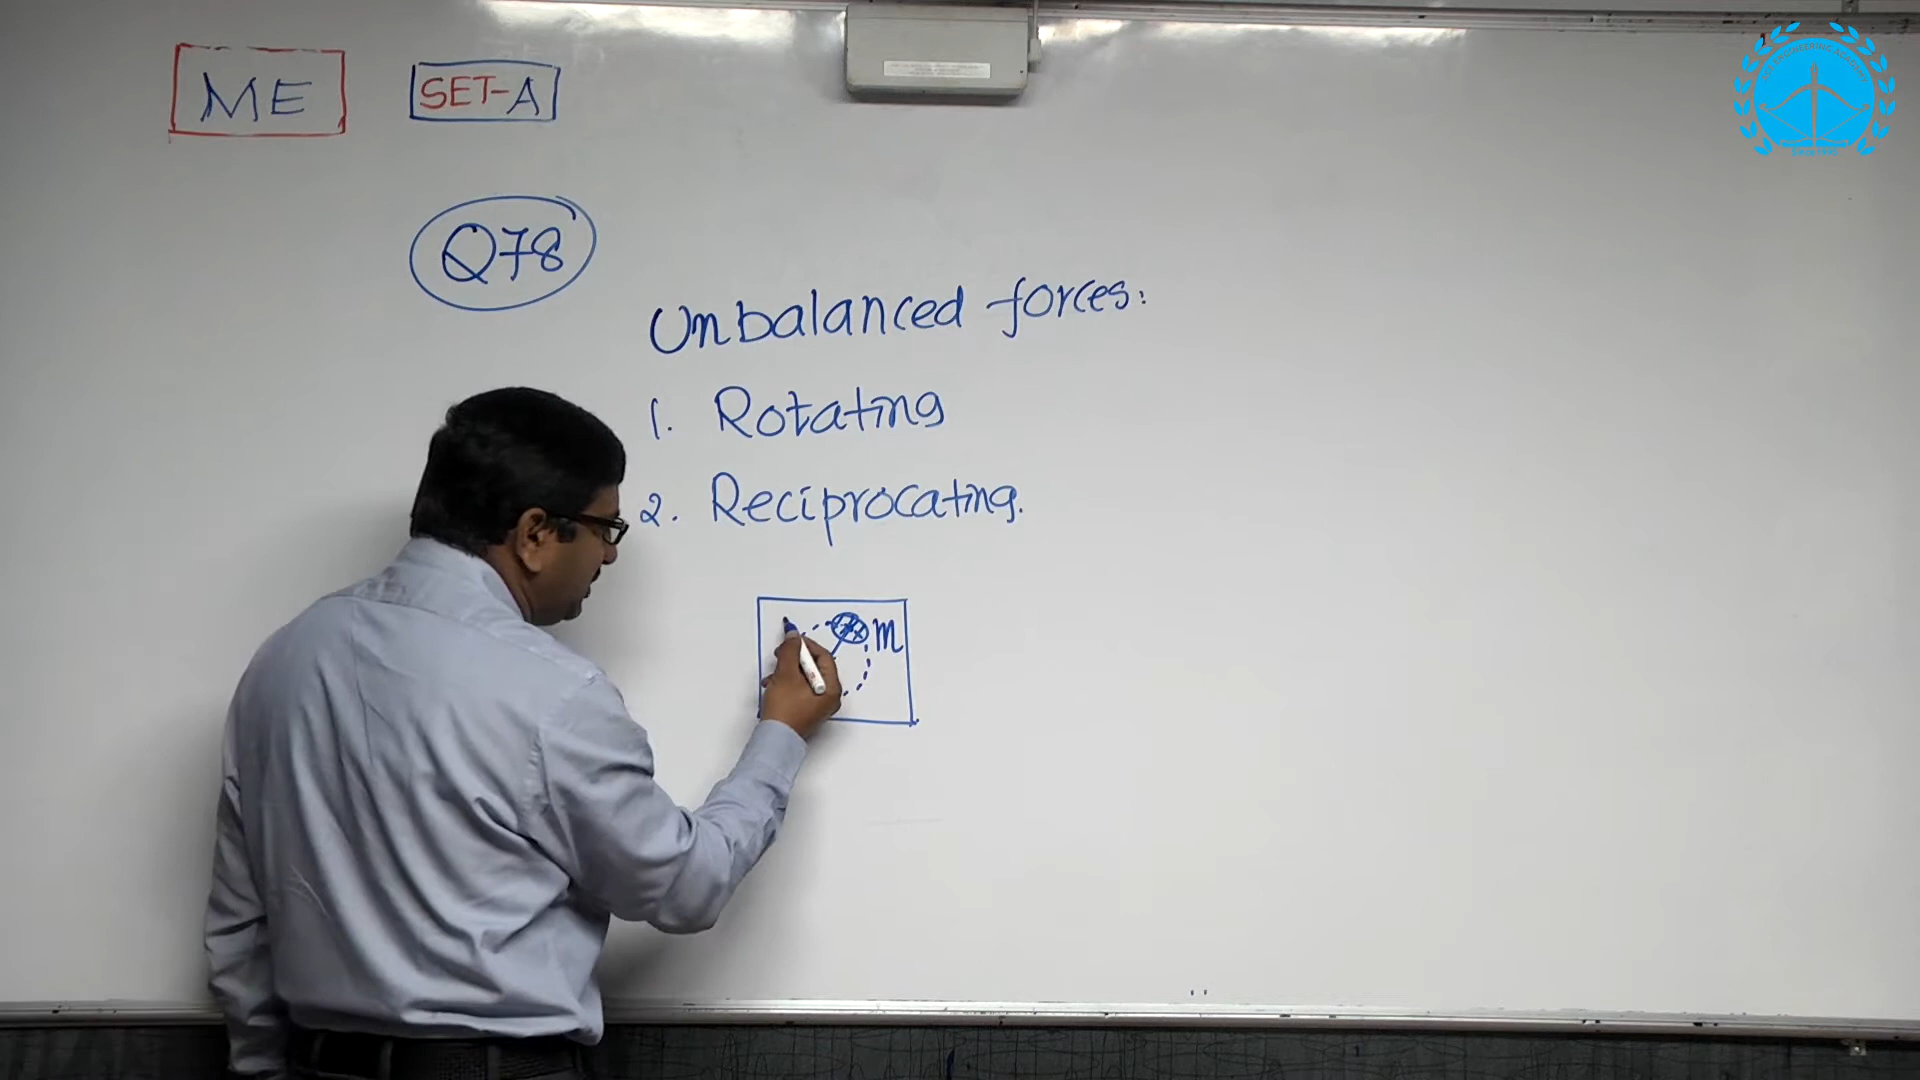 ME
SET-A
Q78
Unbalanced forces:
1. Rotating
2. Reciprocating.
m